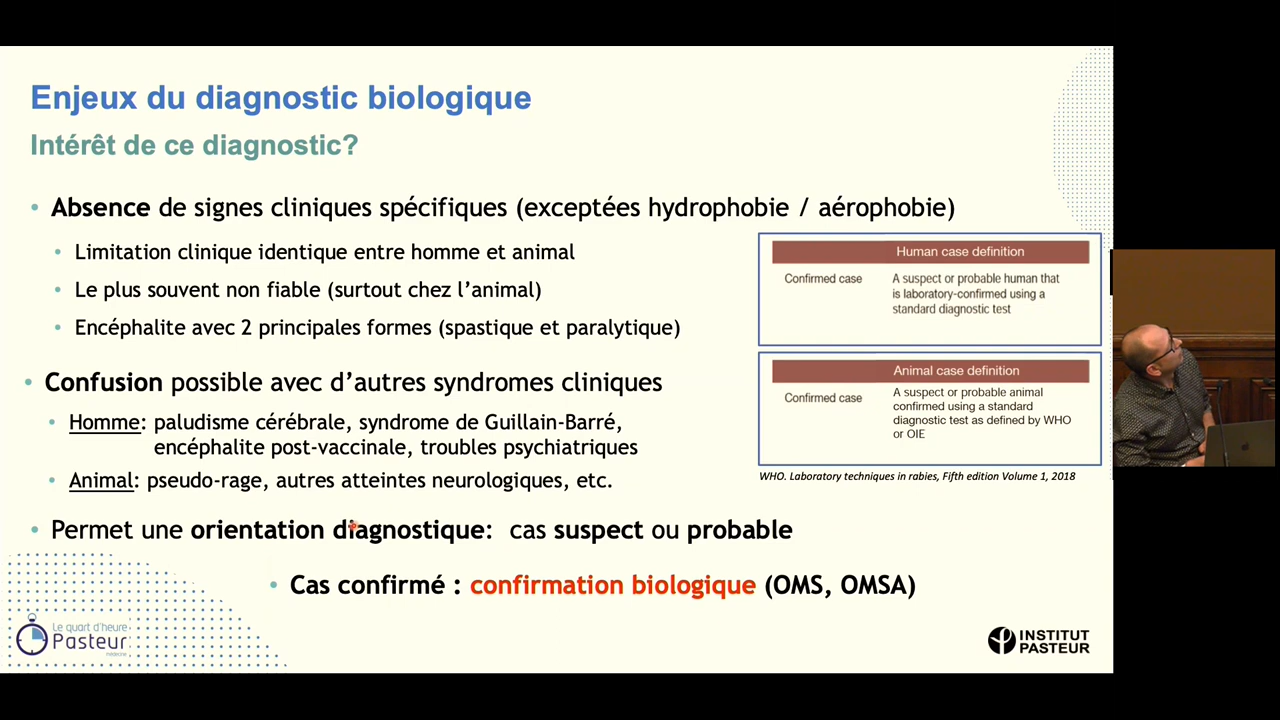 Enjeux du diagnostic biologique
Intérêt de ce diagnostic?
• Absence de signes cliniques spécifiques (exceptées hydrophobie / aérophobie)
• Limitation clinique identique entre homme et animal
• Le plus souvent non fiable (surtout chez l'animal)
• Encéphalite avec 2 principales formes (spastique et paralytique)
• Confusion possible avec d'autres syndromes cliniques
• Homme: paludisme cérébrale, syndrome de Guillain-Barré,
encéphalite post-vaccinale, troubles psychiatriques
• Animal: pseudo-rage, autres atteintes neurologiques, etc.
• Permet une orientation diagnostique: cas suspect ou probable
• Cas confirmé : confirmation biologique (OMS, OMSA)
Human case definition
Confirmed case A suspect or probable human that
is laboratory-confirmed using a
standard diagnostic test
Animal case definition
Confirmed case A suspect or probable animal
confirmed using a standard
diagnostic test as defined by WHO
or OIE
WHO. Laboratory techniques in rabies, Fifth edition Volume 1, 2018
Le quart d'heure
Pasteur
médecine
INSTITUT
PASTEUR